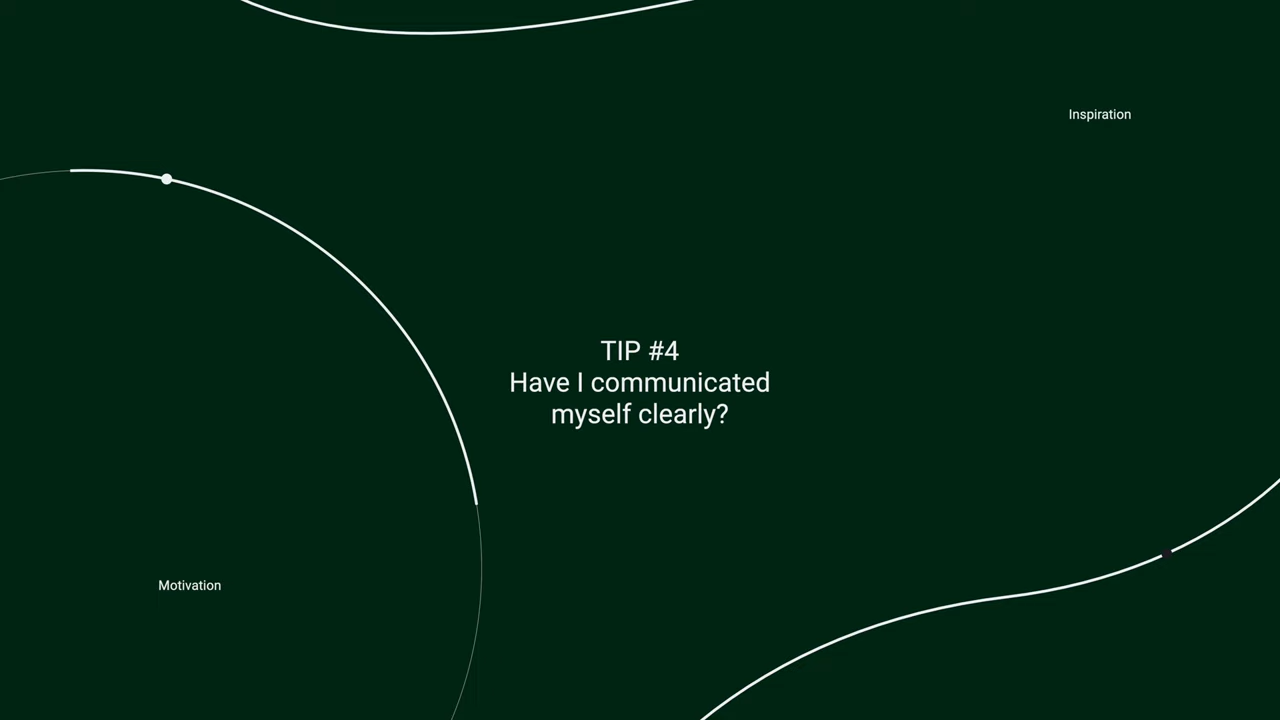 Inspiration
TIP #4
Have I communicated
myself clearly?
Motivation